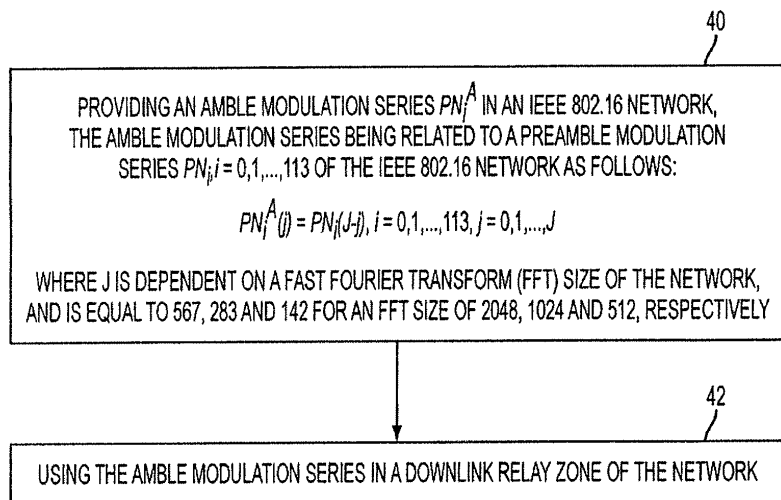 40
PROVIDING AN AMBLE MODULATION SERIES PN_i^A IN AN IEEE 802.16 NETWORK,
THE AMBLE MODULATION SERIES BEING RELATED TO A PREAMBLE MODULATION
SERIES PN_i, i = 0,1,...,113 OF THE IEEE 802.16 NETWORK AS FOLLOWS:
PN_i^A(j) = PN_i(J-j), i = 0,1,...,113, j = 0,1,...,J
WHERE J IS DEPENDENT ON A FAST FOURIER TRANSFORM (FFT) SIZE OF THE NETWORK,
AND IS EQUAL TO 567, 283 AND 142 FOR AN FFT SIZE OF 2048, 1024 AND 512, RESPECTIVELY
42
USING THE AMBLE MODULATION SERIES IN A DOWNLINK RELAY ZONE OF THE NETWORK